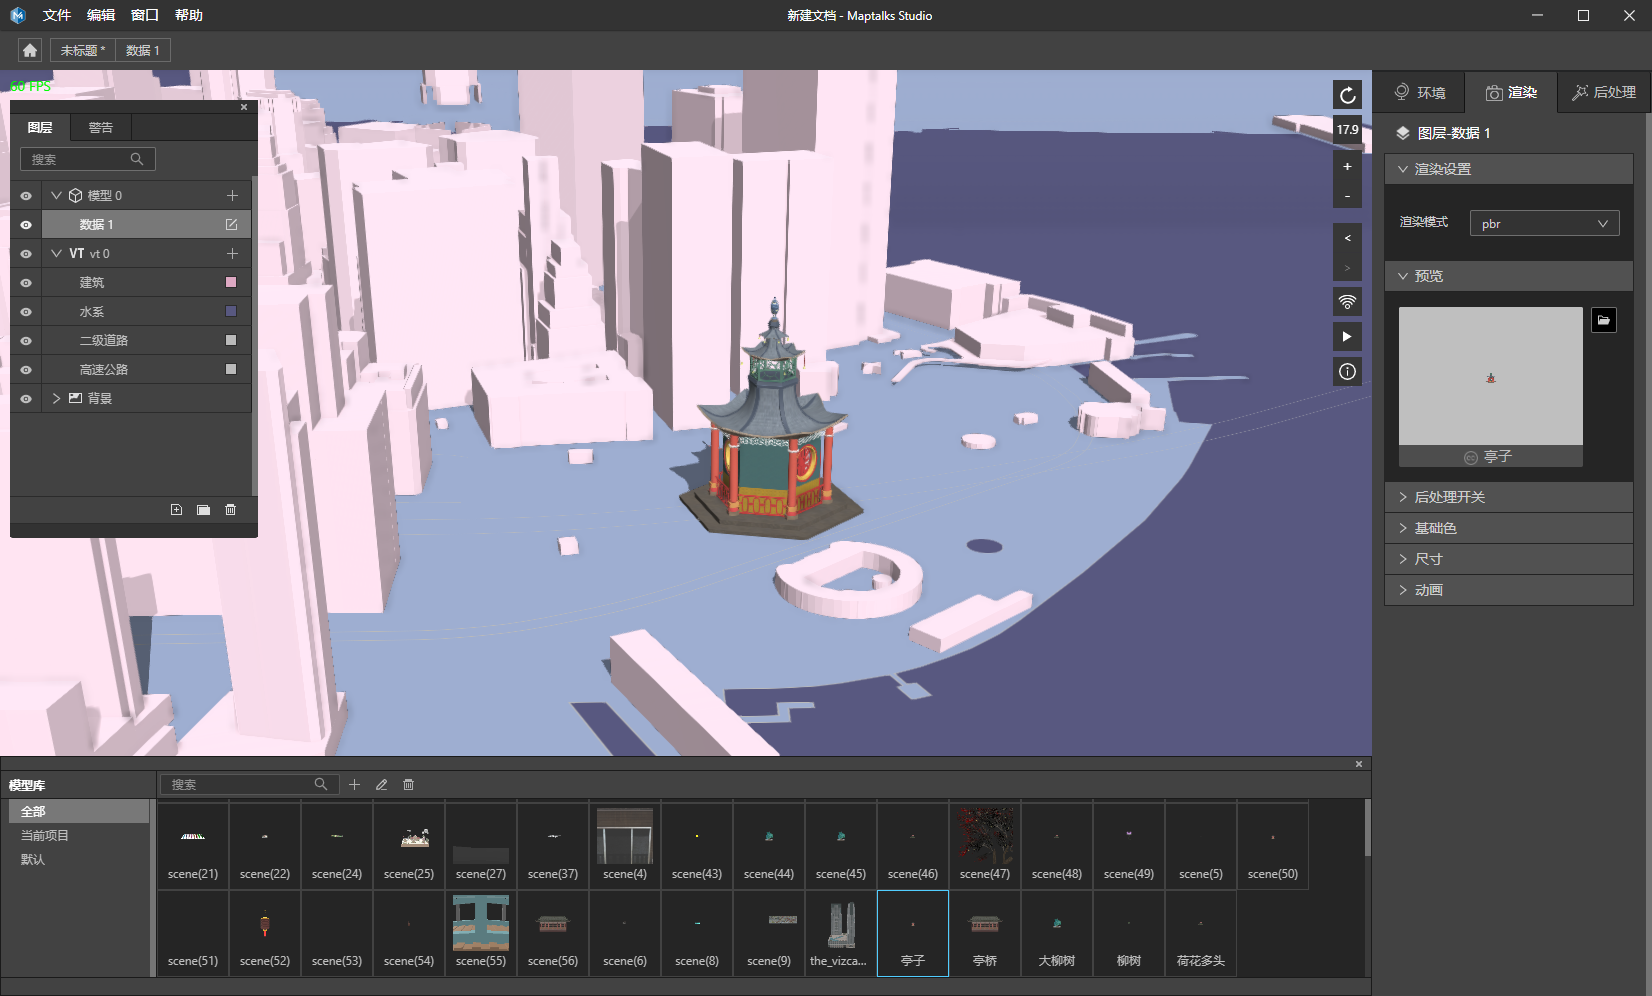 文件 编辑 窗口 帮助
新建文档 - Maptalks Studio
未标题 * 数据 1
60 FPS
图层 警告
搜索
模型 0
数据 1
VT vt 0
建筑
水系
二级道路
高速公路
背景
17.9
+
-
<
>
环境 渲染 后处理
图层-数据 1
渲染设置
渲染模式 pbr
预览
亭子
后处理开关
基础色
尺寸
动画
模型库
全部
当前项目
默认
搜索
scene(21) scene(22) scene(24) scene(25) scene(27) scene(37) scene(4) scene(43) scene(44) scene(45) scene(46) scene(47) scene(48) scene(49) scene(5) scene(50)
scene(51) scene(52) scene(53) scene(54) scene(55) scene(56) scene(6) scene(8) scene(9) the_vizca... 亭子 亭桥 大柳树 柳树 荷花多头